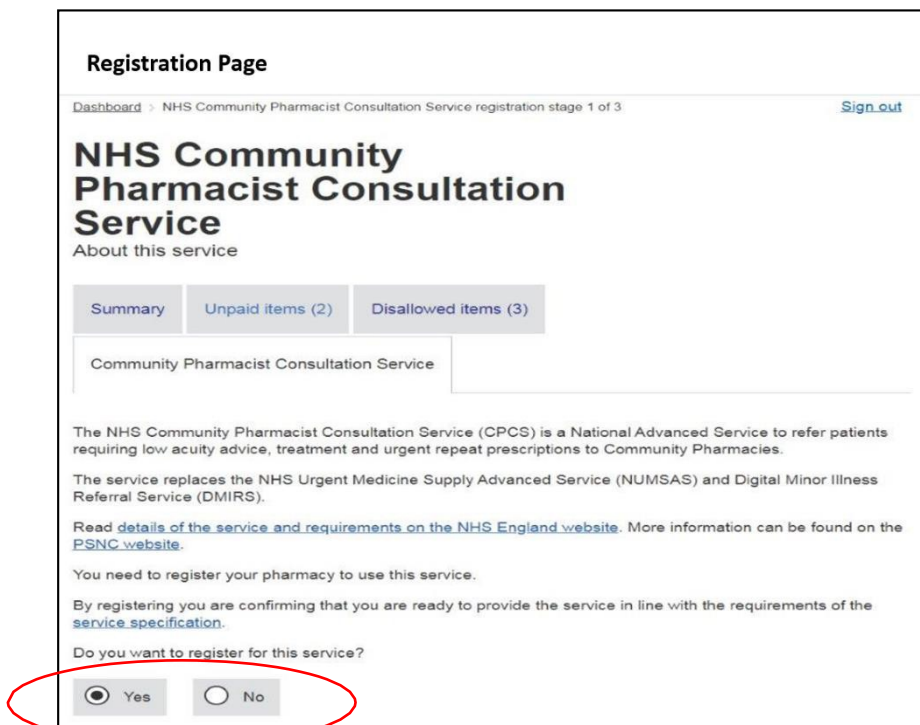 Registration Page
Dashboard > NHS Community Pharmacist Consultation Service registration stage 1 of 3
Sign out
NHS Community
Pharmacist Consultation
Service
About this service
Summary
Unpaid items (2)
Disallowed items (3)
Community Pharmacist Consultation Service
The NHS Community Pharmacist Consultation Service (CPCS) is a National Advanced Service to refer patients
requiring low acuity advice, treatment and urgent repeat prescriptions to Community Pharmacies.
The service replaces the NHS Urgent Medicine Supply Advanced Service (NUMSAS) and Digital Minor Illness
Referral Service (DMIRS).
Read details of the service and requirements on the NHS England website. More information can be found on the
PSNC website.
You need to register your pharmacy to use this service.
By registering you are confirming that you are ready to provide the service in line with the requirements of the
service specification.
Do you want to register for this service?
Yes
No